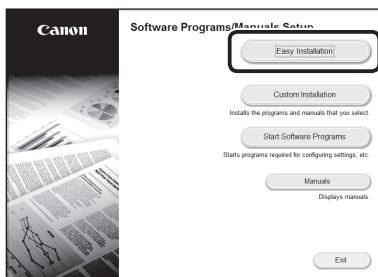 Canon
Software Programs/Manuals Setup
Easy Installation
Custom Installation
Installs the programs and manuals that you select.
Start Software Programs
Starts programs required for configuring settings, etc.
Manuals
Displays manuals.
Exit